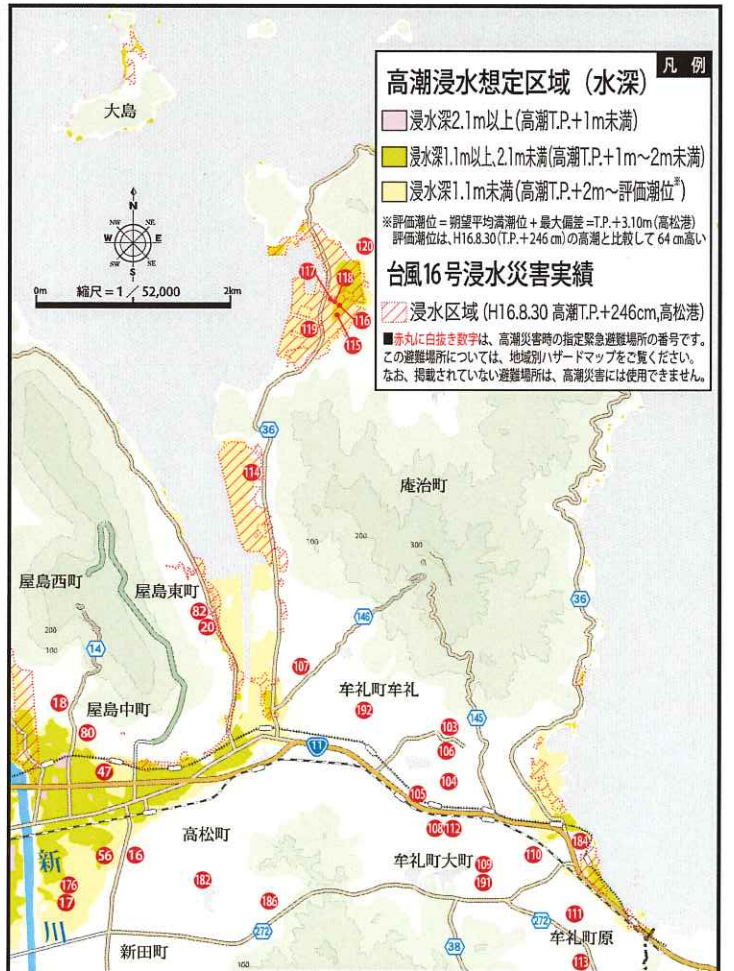 凡 例
高潮浸水想定区域（水深）
浸水深2.1m以上(高潮T.P.+1m未満)
浸水深1.1m以上､2.1m未満(高潮T.P.+1m～2m未満)
浸水深1.1m未満(高潮T.P.+2m～評価潮位※)
※評価潮位 = 朔望平均満潮位 + 最大偏差 =T.P.+3.10m(高松港)
評価潮位は､H16.8.30(T.P.+246 cm)の高潮と比較して 64 cm高い
台風16号浸水災害実績
浸水区域 (H16.8.30 高潮T.P.+246cm,高松港)
■赤丸に白抜き数字は、高潮災害時の指定緊急避難場所の番号です。
この避難場所については、地域別ハザードマップをご覧ください。
なお、掲載されていない避難場所は、高潮災害には使用できません。
大島
N
NW NE
W E
SW SE
S
0m 縮尺＝1／52,000 2km
120
117 118
116
119
115
36
114
庵治町
100 200 300
屋島西町
屋島東町
82
20
36
146
200
100
14
107
牟礼町牟礼
192
145
18
屋島中町
80
103
106
11
47
104
105
高松町
108 112
184
56 16
牟礼町大町
109
110
新川
176
182
191
17
186
111
272
272
新田町
38
牟礼町原
100
113